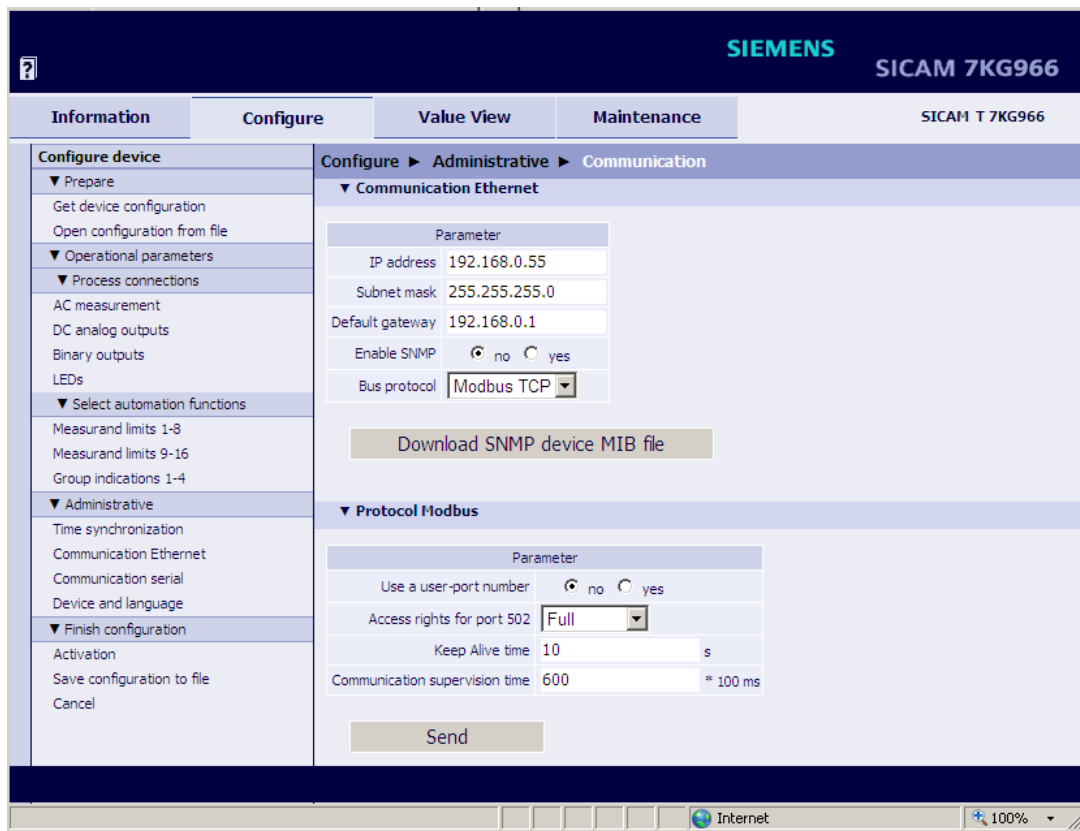 SIEMENS
SICAM 7KG966
Information Configure Value View Maintenance SICAM T 7KG966
Configure device
▼ Prepare
Get device configuration
Open configuration from file
▼ Operational parameters
▼ Process connections
AC measurement
DC analog outputs
Binary outputs
LEDs
▼ Select automation functions
Measurand limits 1-8
Measurand limits 9-16
Group indications 1-4
▼ Administrative
Time synchronization
Communication Ethernet
Communication serial
Device and language
▼ Finish configuration
Activation
Save configuration to file
Cancel
Configure ► Administrative ► Communication
▼ Communication Ethernet
Parameter
IP address 192.168.0.55
Subnet mask 255.255.255.0
Default gateway 192.168.0.1
Enable SNMP no yes
Bus protocol Modbus TCP
Download SNMP device MIB file
▼ Protocol Modbus
Parameter
Use a user-port number no yes
Access rights for port 502 Full
Keep Alive time 10 s
Communication supervision time 600 * 100 ms
Send
Internet 100%